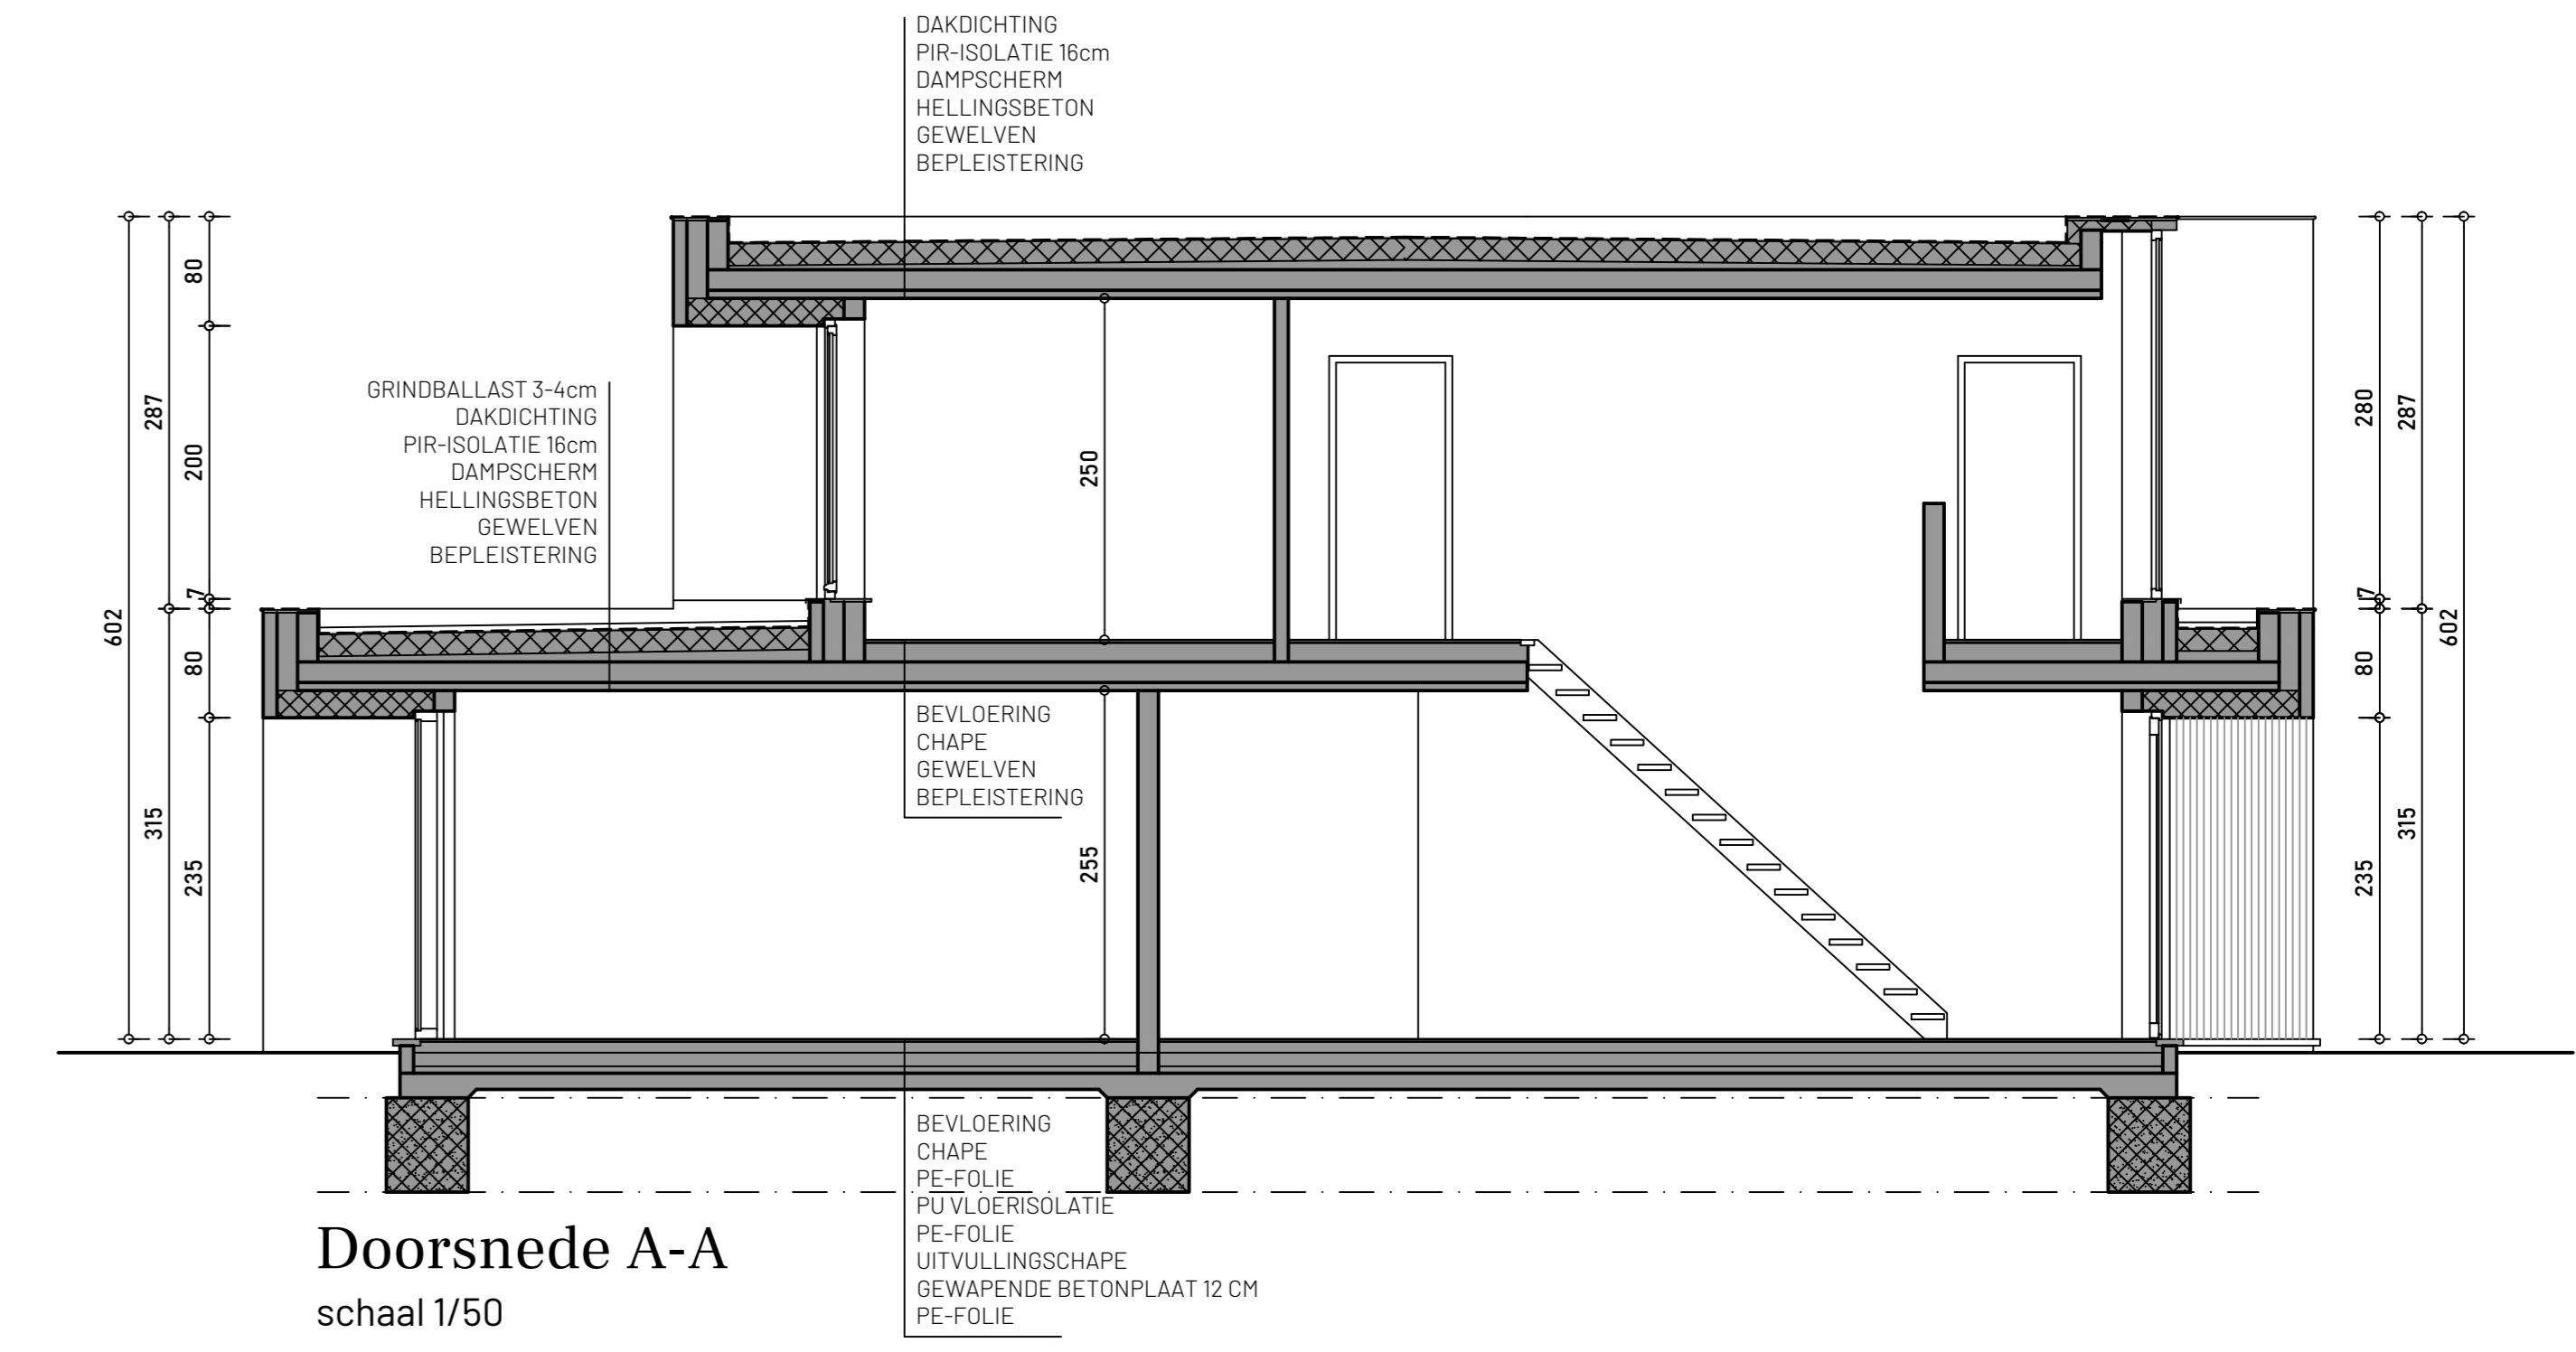 DAKDICHTING
PIR-ISOLATIE 16cm
DAMPSCHERM
HELLINGSBETON
GEWELVEN
BEPLEISTERING
GRINDBALLAST 3-4cm
DAKDICHTING
PIR-ISOLATIE 16cm
DAMPSCHERM
HELLINGSBETON
GEWELVEN
BEPLEISTERING
602
287
315
80
200
7
80
235
250
255
280
7
80
235
287
315
602
BEVLOERING
CHAPE
GEWELVEN
BEPLEISTERING
BEVLOERING
CHAPE
PE-FOLIE
PU VLOERISOLATIE
PE-FOLIE
UITVULLINGSCHAPE
GEWAPENDE BETONPLAAT 12 CM
PE-FOLIE
Doorsnede A-A
schaal 1/50